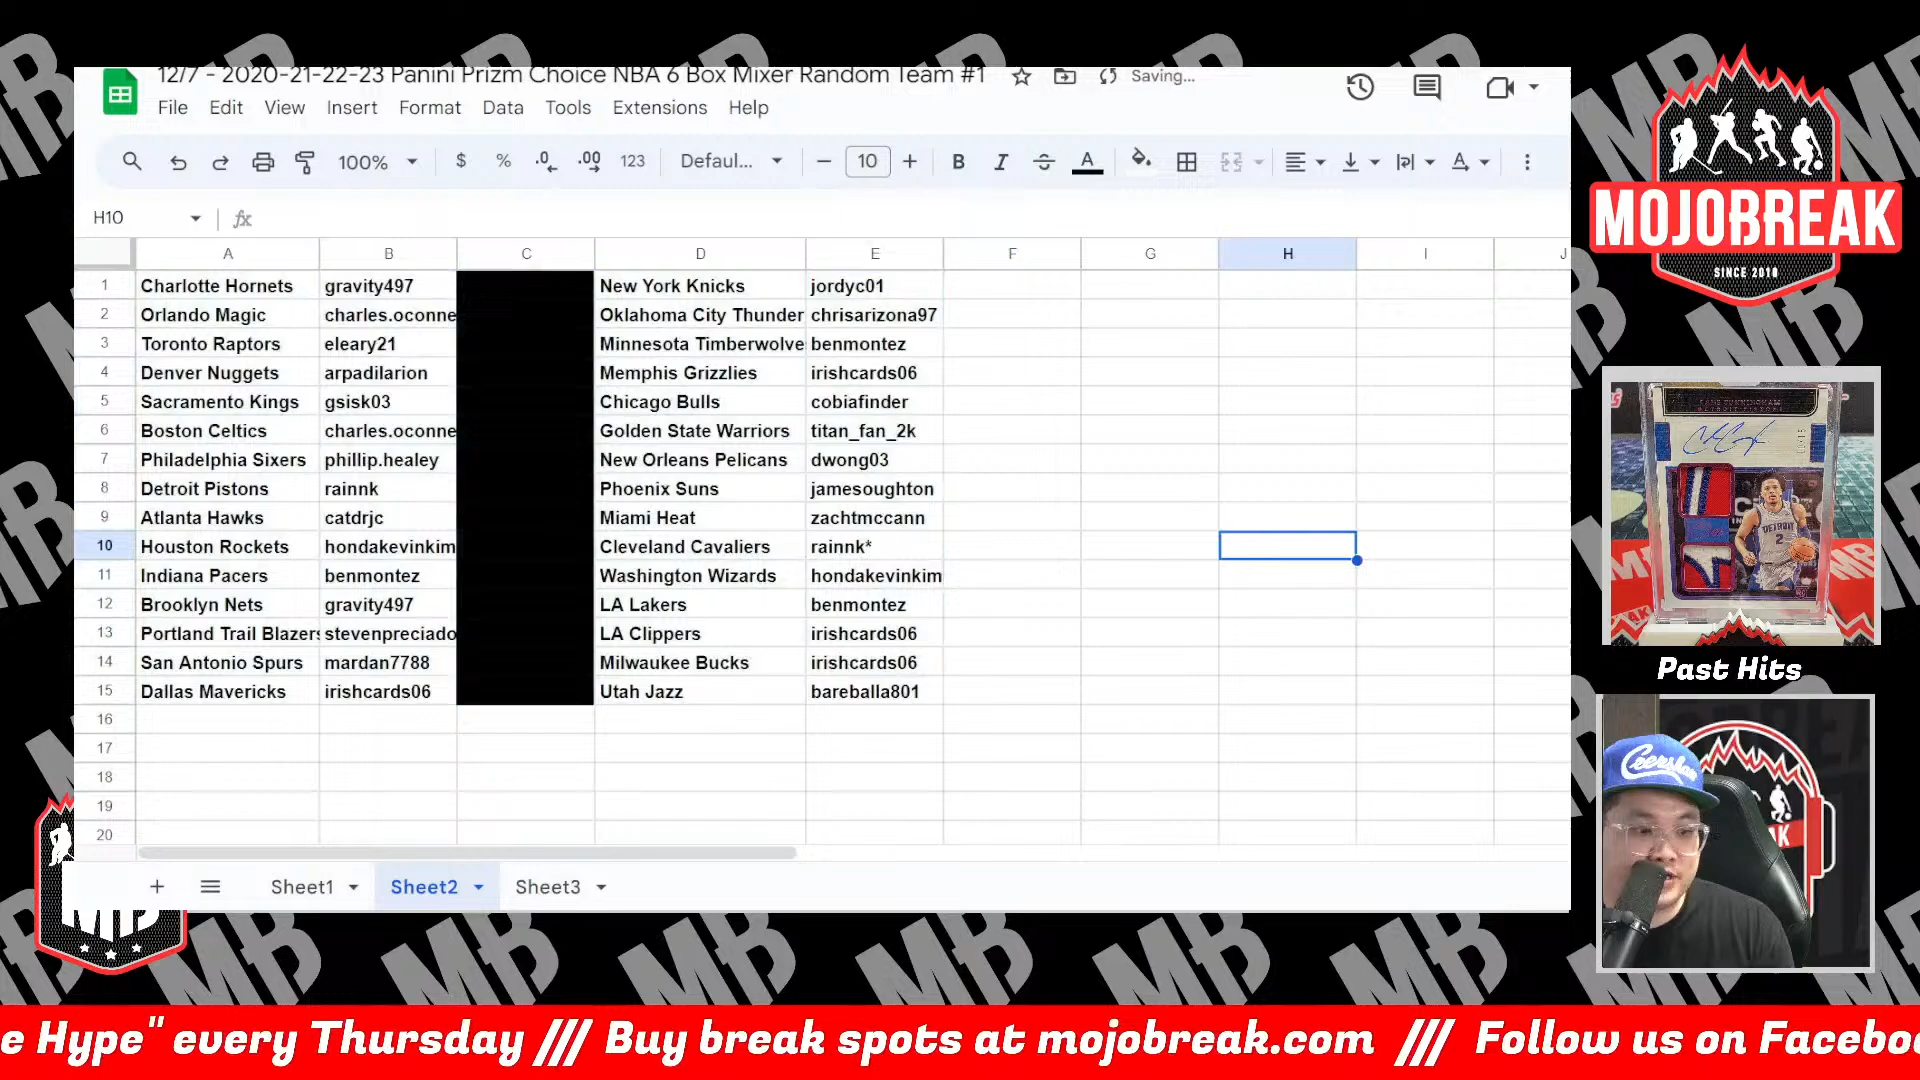 12/7 - 2020-21-22-23 Panini Prizm Choice NBA 6 Box Mixer Random Team #1
Saving...
File Edit View Insert Format Data Tools Extensions Help
100% $ % .0 .00 123 Defaul... 10 B I A
H10
A B C D E F G H I J
1 Charlotte Hornets gravity497 New York Knicks jordyc01
2 Orlando Magic charles.oconne Oklahoma City Thunder chrisarizona97
3 Toronto Raptors eleary21 Minnesota Timberwolve benmontez
4 Denver Nuggets arpadilarion Memphis Grizzlies irishcards06
5 Sacramento Kings gsisk03 Chicago Bulls cobiafinder
6 Boston Celtics charles.oconne Golden State Warriors titan_fan_2k
7 Philadelphia Sixers phillip.healey New Orleans Pelicans dwong03
8 Detroit Pistons rainnk Phoenix Suns jamesoughton
9 Atlanta Hawks catdrjc Miami Heat zachtmccann
10 Houston Rockets hondakevinkim Cleveland Cavaliers rainnk*
11 Indiana Pacers benmontez Washington Wizards hondakevinkim
12 Brooklyn Nets gravity497 LA Lakers benmontez
13 Portland Trail Blazers stevenpreciado LA Clippers irishcards06
14 San Antonio Spurs mardan7788 Milwaukee Bucks irishcards06
15 Dallas Mavericks irishcards06 Utah Jazz bareballa801
16
17
18
19
20
Sheet1 Sheet2 Sheet3
MOJOBREAK
SINCE 2010
CADE CUNNINGHAM
DETROIT PISTONS
DETROIT
2
Past Hits
MB
e Hype" every Thursday /// Buy break spots at mojobreak.com /// Follow us on Facebo